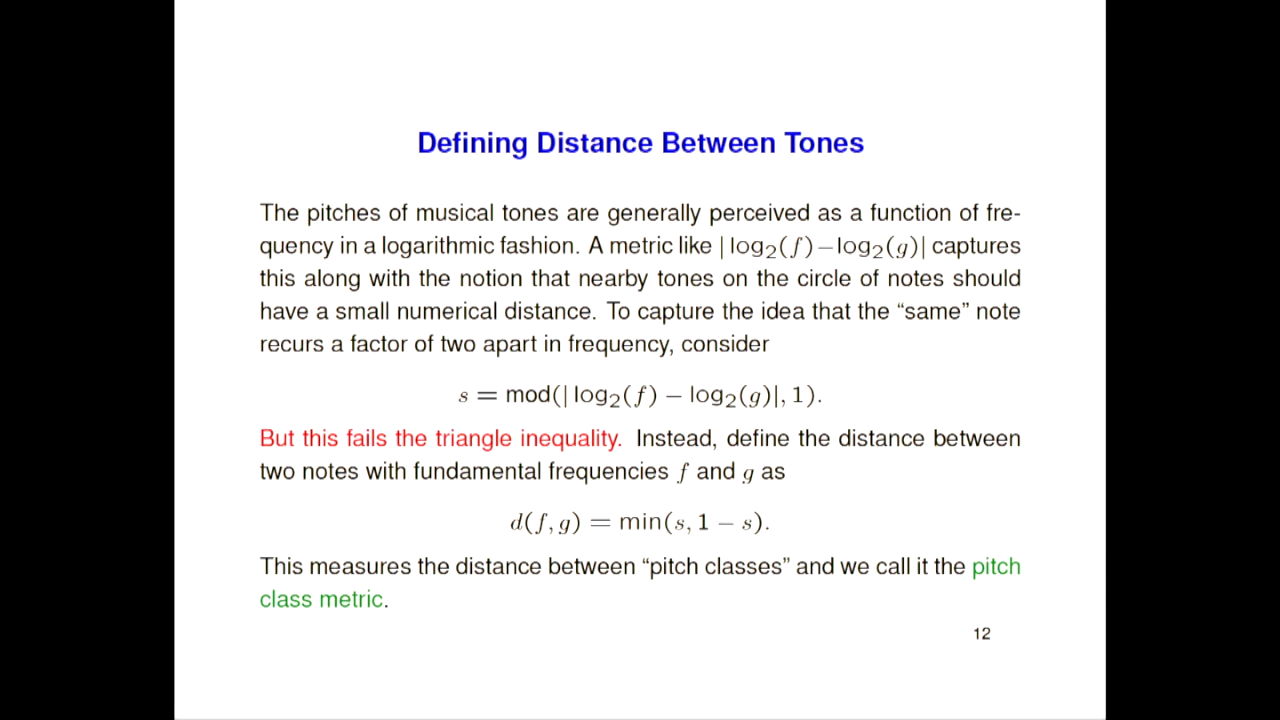 Defining Distance Between Tones
The pitches of musical tones are generally perceived as a function of fre-
quency in a logarithmic fashion. A metric like | log₂(f)−log₂(g)| captures
this along with the notion that nearby tones on the circle of notes should
have a small numerical distance. To capture the idea that the “same” note
recurs a factor of two apart in frequency, consider
s = mod(| log₂(f) − log₂(g)|, 1).
But this fails the triangle inequality. Instead, define the distance between
two notes with fundamental frequencies f and g as
d(f, g) = min(s, 1 − s).
This measures the distance between “pitch classes” and we call it the pitch
class metric.
12